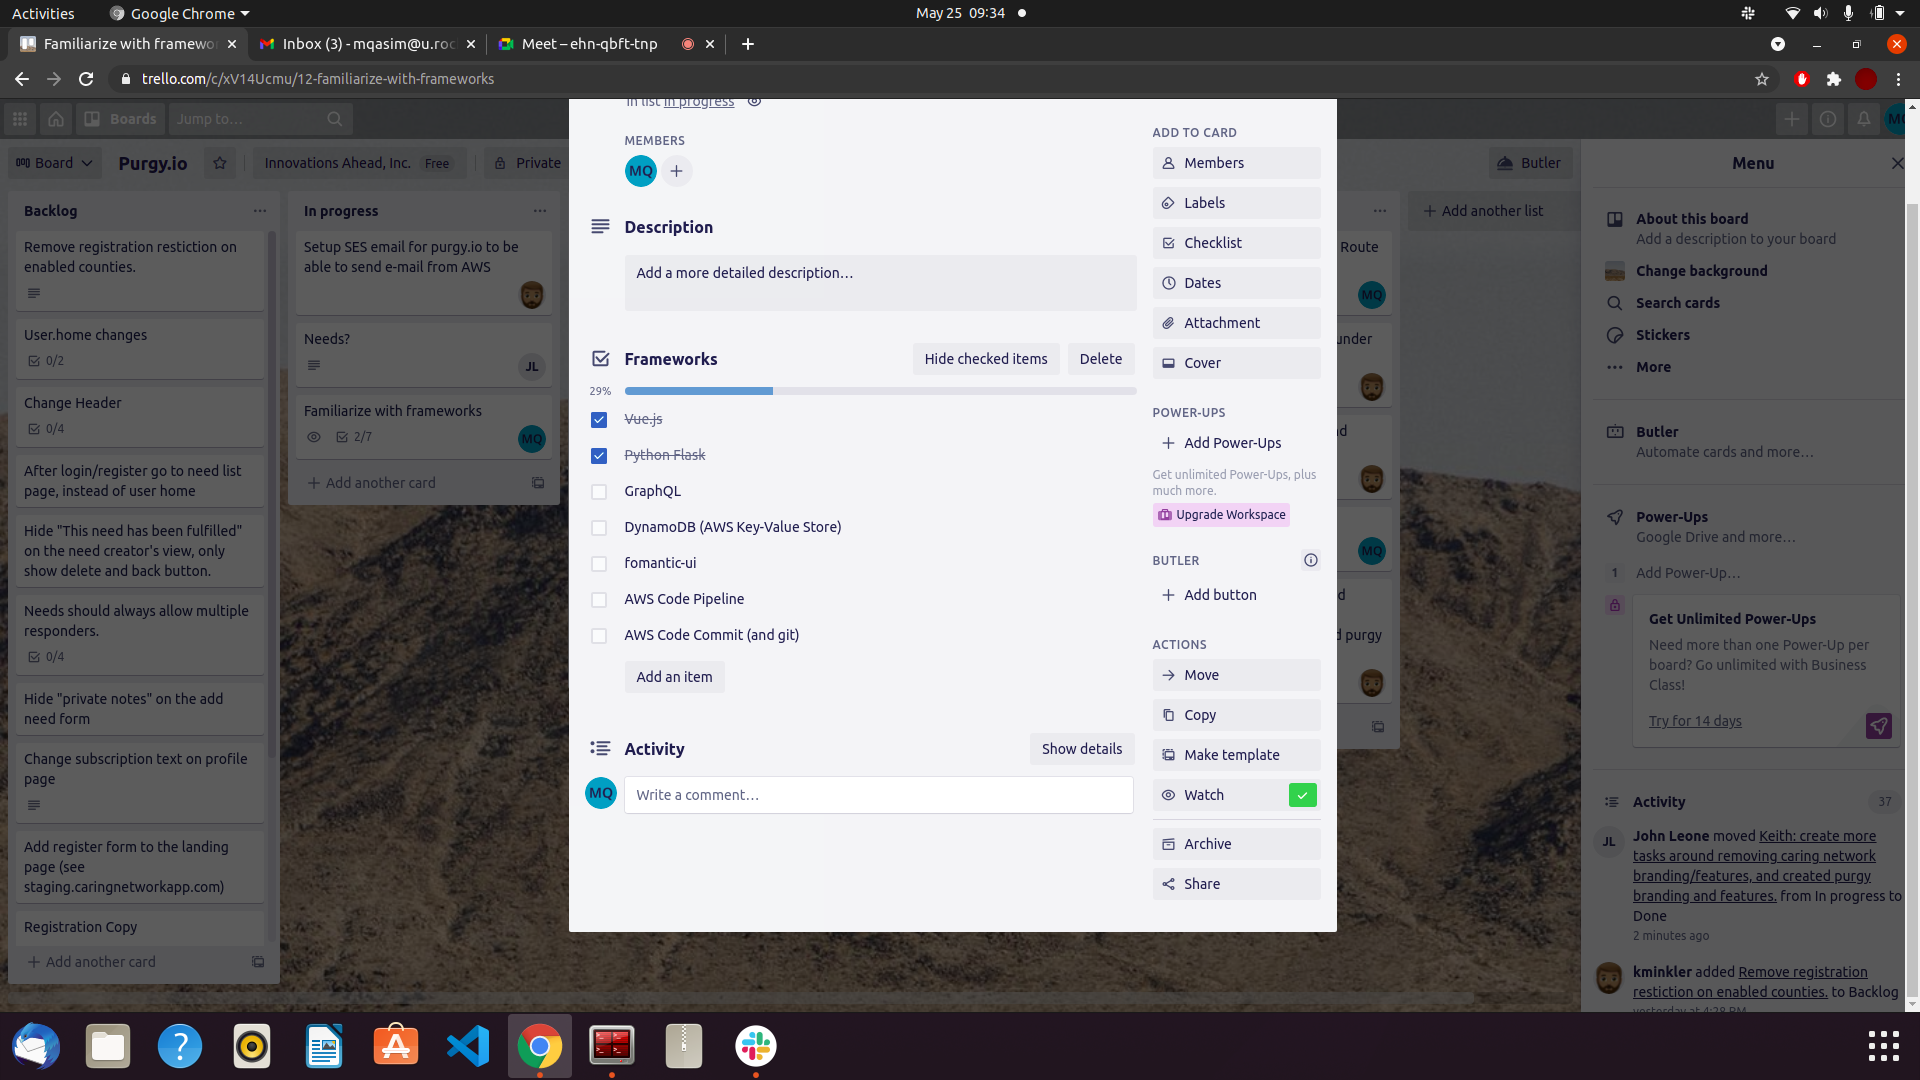 Activities
Google Chrome
May 25 09:34
Familiarize with framewor
Inbox (3) - mqasim@u.roc
Meet – ehn-qbft-tnp
trello.com/c/xV14Ucmu/12-familiarize-with-frameworks
Boards
Jump to…
Board
Purgy.io
Innovations Ahead, Inc. Free
Private
Butler
Backlog
Remove registration restiction on
enabled counties.
User.home changes
0/2
Change Header
0/4
After login/register go to need list
page, instead of user home
Hide "This need has been fulfilled"
on the need creator's view, only
show delete and back button.
Needs should always allow multiple
responders.
0/4
Hide "private notes" on the add
need form
Change subscription text on profile
page
Add register form to the landing
page (see
staging.caringnetworkapp.com)
Registration Copy
Add another card
In progress
Setup SES email for purgy.io to be
able to send e-mail from AWS
Needs?
JL
Familiarize with frameworks
2/7
MQ
Add another card
in list in progress
MEMBERS
MQ
Description
Add a more detailed description…
Frameworks
Hide checked items
Delete
29%
Vue.js
Python Flask
GraphQL
DynamoDB (AWS Key-Value Store)
fomantic-ui
AWS Code Pipeline
AWS Code Commit (and git)
Add an item
Activity
Show details
MQ
Write a comment…
ADD TO CARD
Members
Labels
Checklist
Dates
Attachment
Cover
POWER-UPS
Add Power-Ups
Get unlimited Power-Ups, plus
much more.
Upgrade Workspace
BUTLER
Add button
ACTIONS
Move
Copy
Make template
Watch
Archive
Share
Route
MQ
under
MQ
purgy
Add another list
Menu
About this board
Add a description to your board
Change background
Search cards
Stickers
More
Butler
Automate cards and more…
Power-Ups
Google Drive and more…
1
Add Power-Up…
Get Unlimited Power-Ups
Need more than one Power-Up per
board? Go unlimited with Business
Class!
Try for 14 days
Activity
37
JL
John Leone moved Keith: create more
tasks around removing caring network
branding/features, and created purgy
branding and features. from In progress to
Done
2 minutes ago
kminkler added Remove registration
restiction on enabled counties. to Backlog
yesterday at 4:28 PM